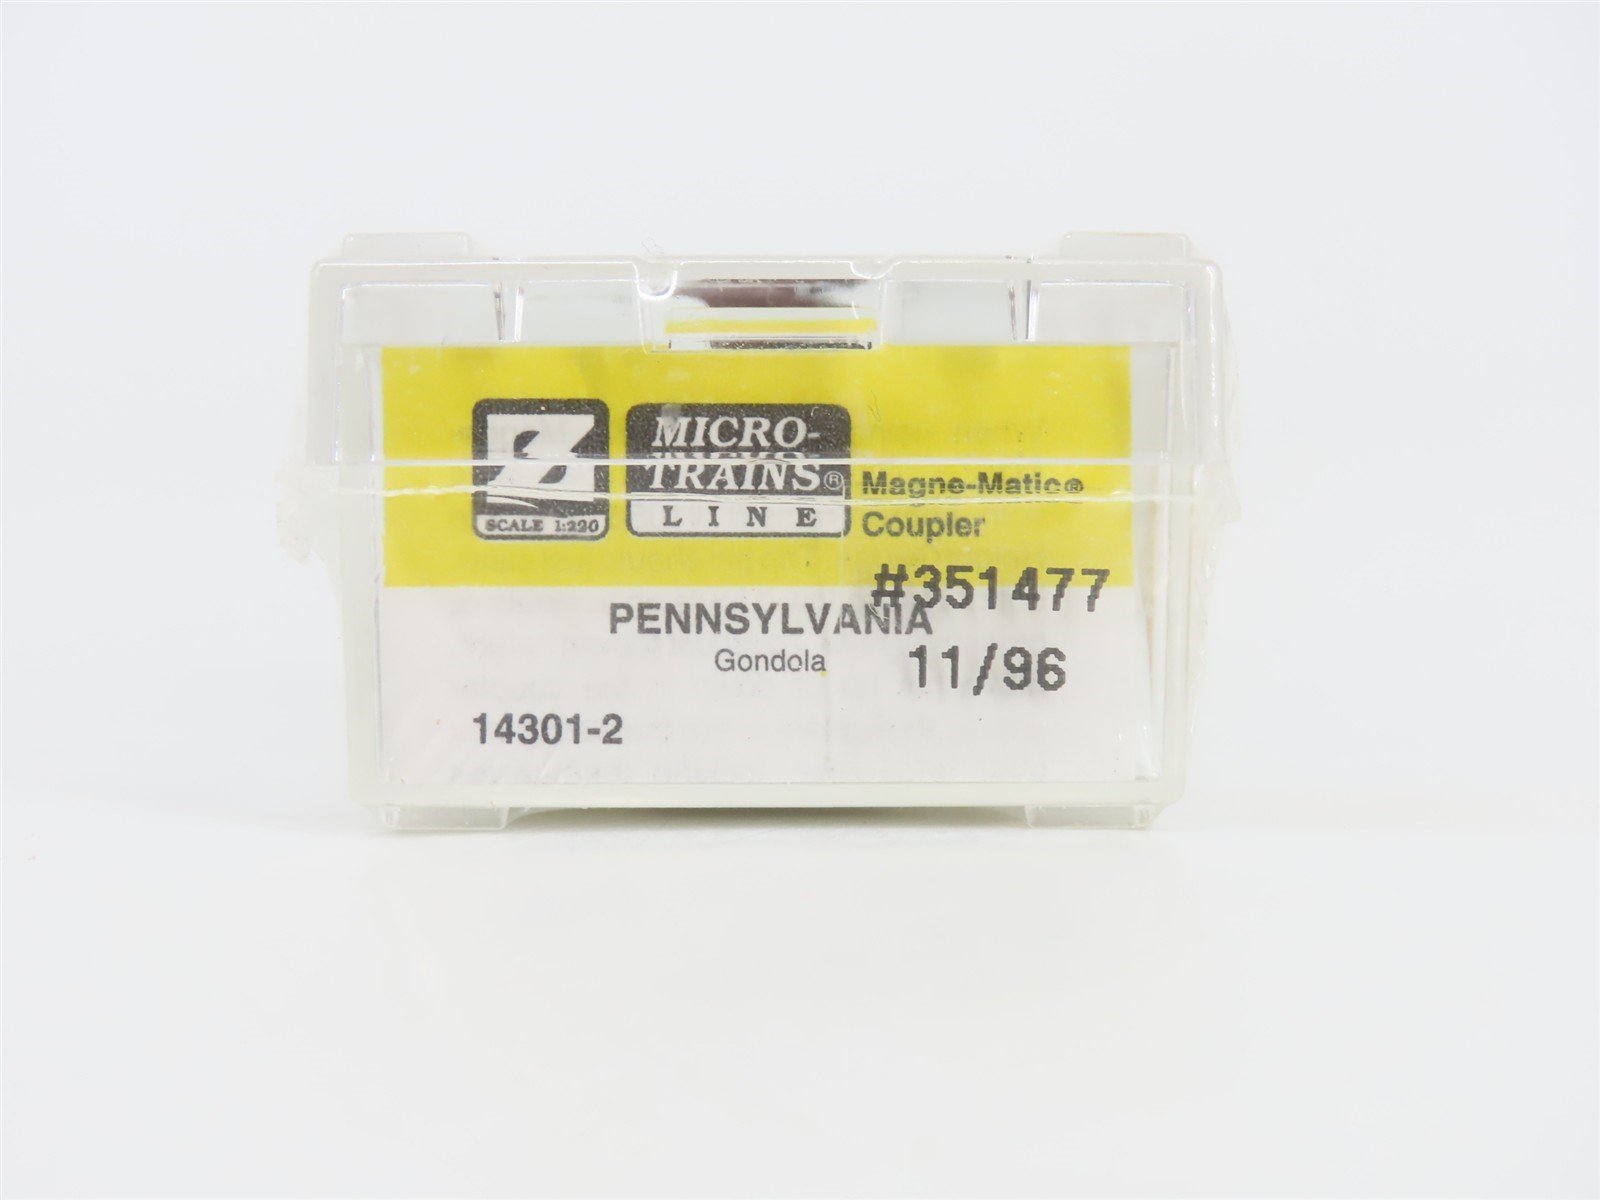 Z
SCALE 1:220
MICRO-
TRAINS®
LINE
Magne-Matic®
Coupler
#351477
PENNSYLVANIA
Gondola
11/96
14301-2